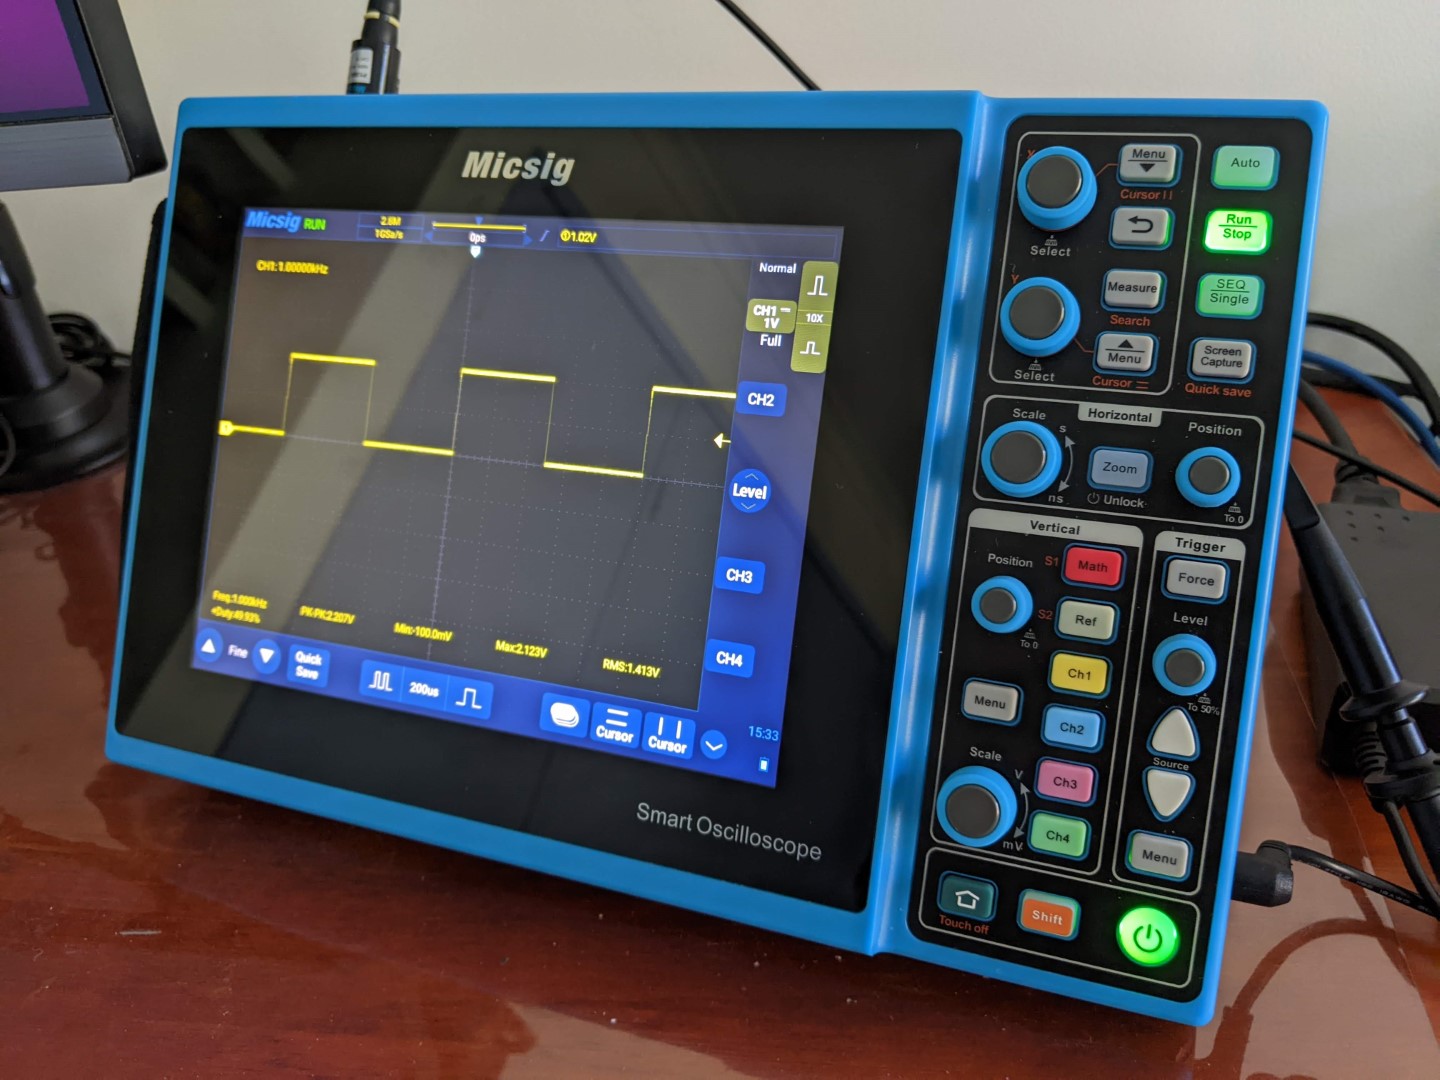 Micsig
Micsig RUN
2.8M
1GSa/s
0ps
1.02V
CH1:1.00000kHz
Normal
CH1
1V
10X
Full
CH2
Level
CH3
CH4
Freq:1.000kHz
+Duty:49.93%
PK-PK:2.207V
Min:-100.0mV
Max:2.123V
RMS:1.413V
Fine
Quick
Save
200us
Cursor
Cursor
15:33
Smart Oscilloscope
X
Menu
Cursor
Select
Auto
Run
Stop
Y
Measure
Search
Select
Menu
Cursor
SEQ
Single
Screen
Capture
Quick save
Horizontal
Scale
s
ns
Zoom
Unlock
Position
To 0
Vertical
Position
To 0
S1
Math
S2
Ref
Ch1
Menu
Ch2
Scale
V
mV
Ch3
Ch4
Trigger
Force
Level
To 50%
Source
Menu
Touch off
Shift